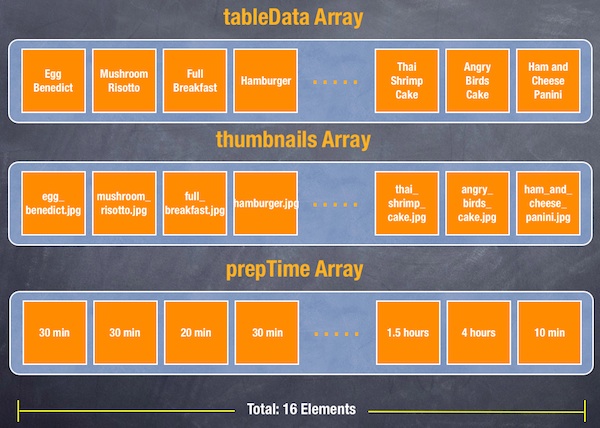 tableData Array
Egg
Benedict
Mushroom
Risotto
Full
Breakfast
Hamburger
Thai
Shrimp
Cake
Angry
Birds
Cake
Ham and
Cheese
Panini
thumbnails Array
egg_
benedict.jpg
mushroom_
risotto.jpg
full_
breakfast.jpg
hamburger.jpg
thai_
shrimp_
cake.jpg
angry_
birds_
cake.jpg
ham_and_
cheese_
panini.jpg
prepTime Array
30 min
30 min
20 min
30 min
1.5 hours
4 hours
10 min
Total: 16 Elements